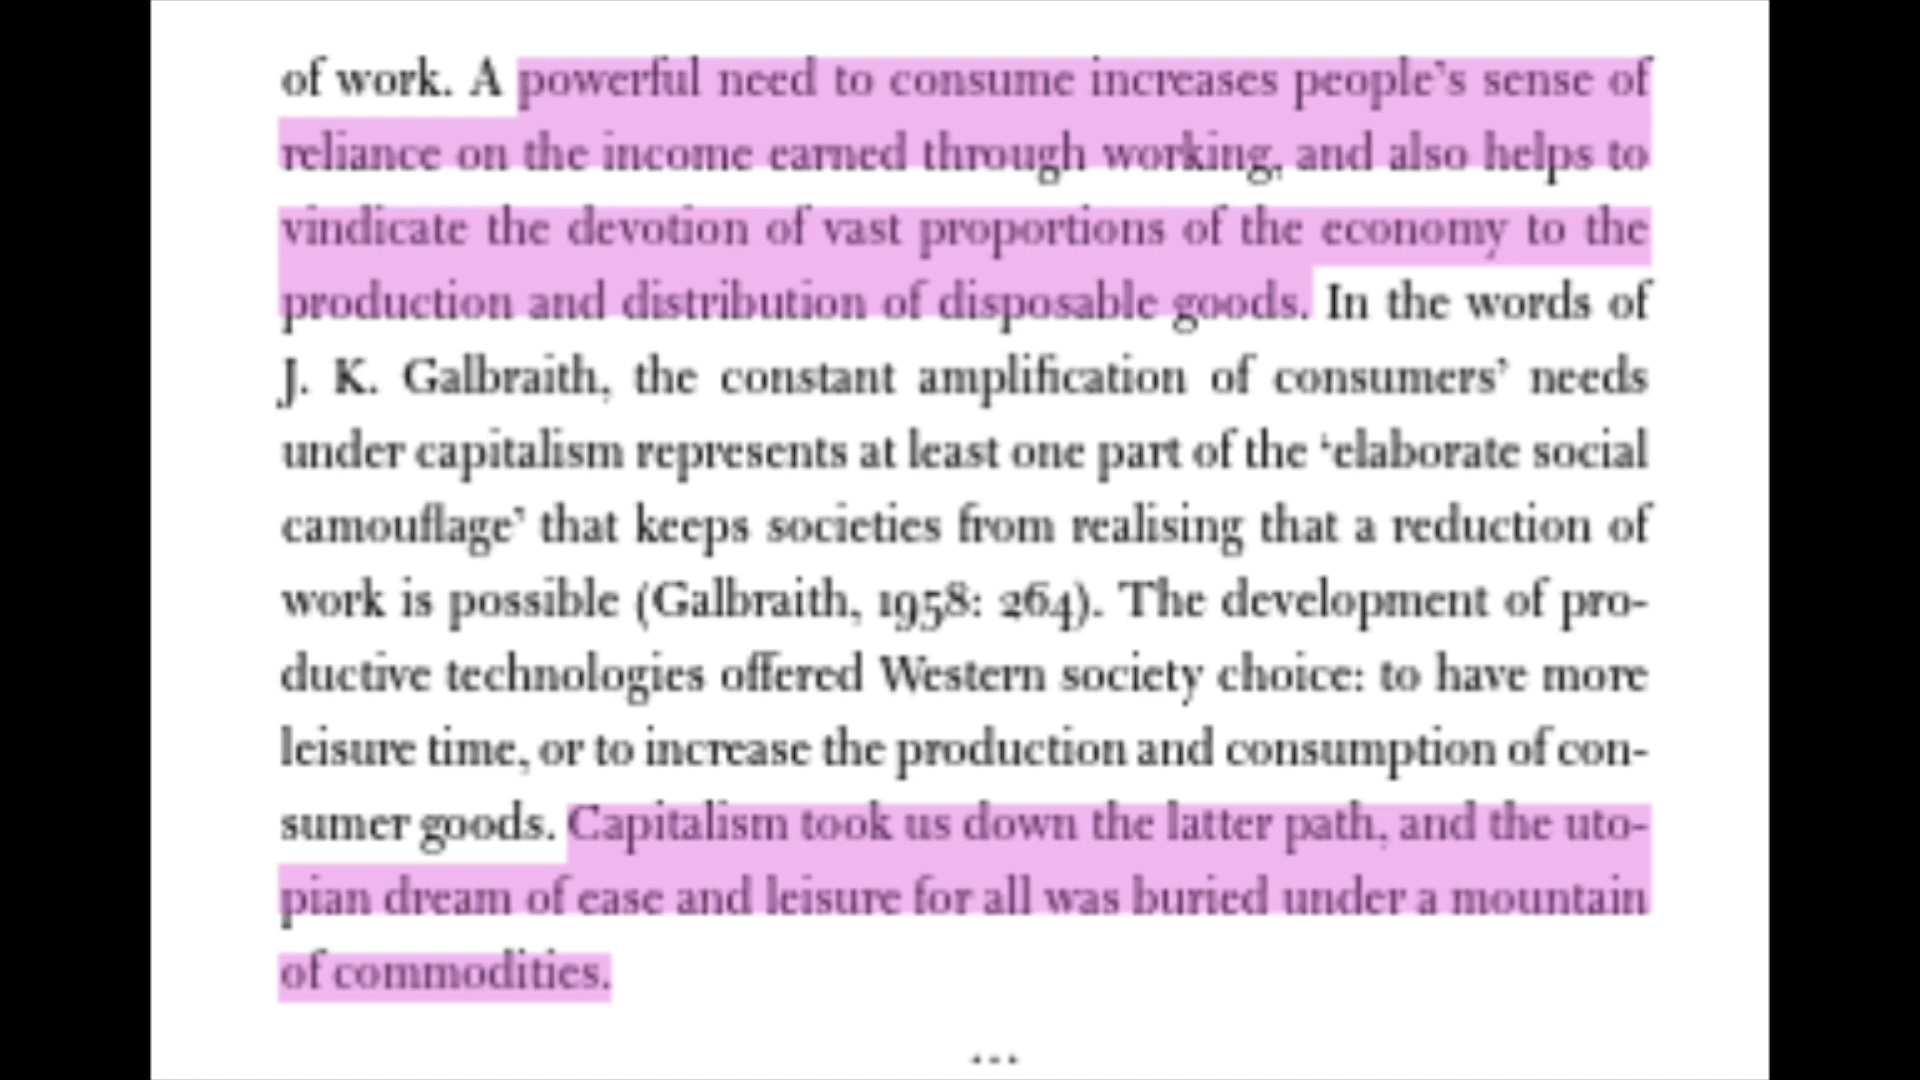 of work. A powerful need to consume increases people’s sense of
reliance on the income earned through working, and also helps to
vindicate the devotion of vast proportions of the economy to the
production and distribution of disposable goods. In the words of
J. K. Galbraith, the constant amplification of consumers’ needs
under capitalism represents at least one part of the ‘elaborate social
camouflage’ that keeps societies from realising that a reduction of
work is possible (Galbraith, 1958: 264). The development of pro-
ductive technologies offered Western society choice: to have more
leisure time, or to increase the production and consumption of con-
sumer goods. Capitalism took us down the latter path, and the uto-
pian dream of ease and leisure for all was buried under a mountain
of commodities.
...